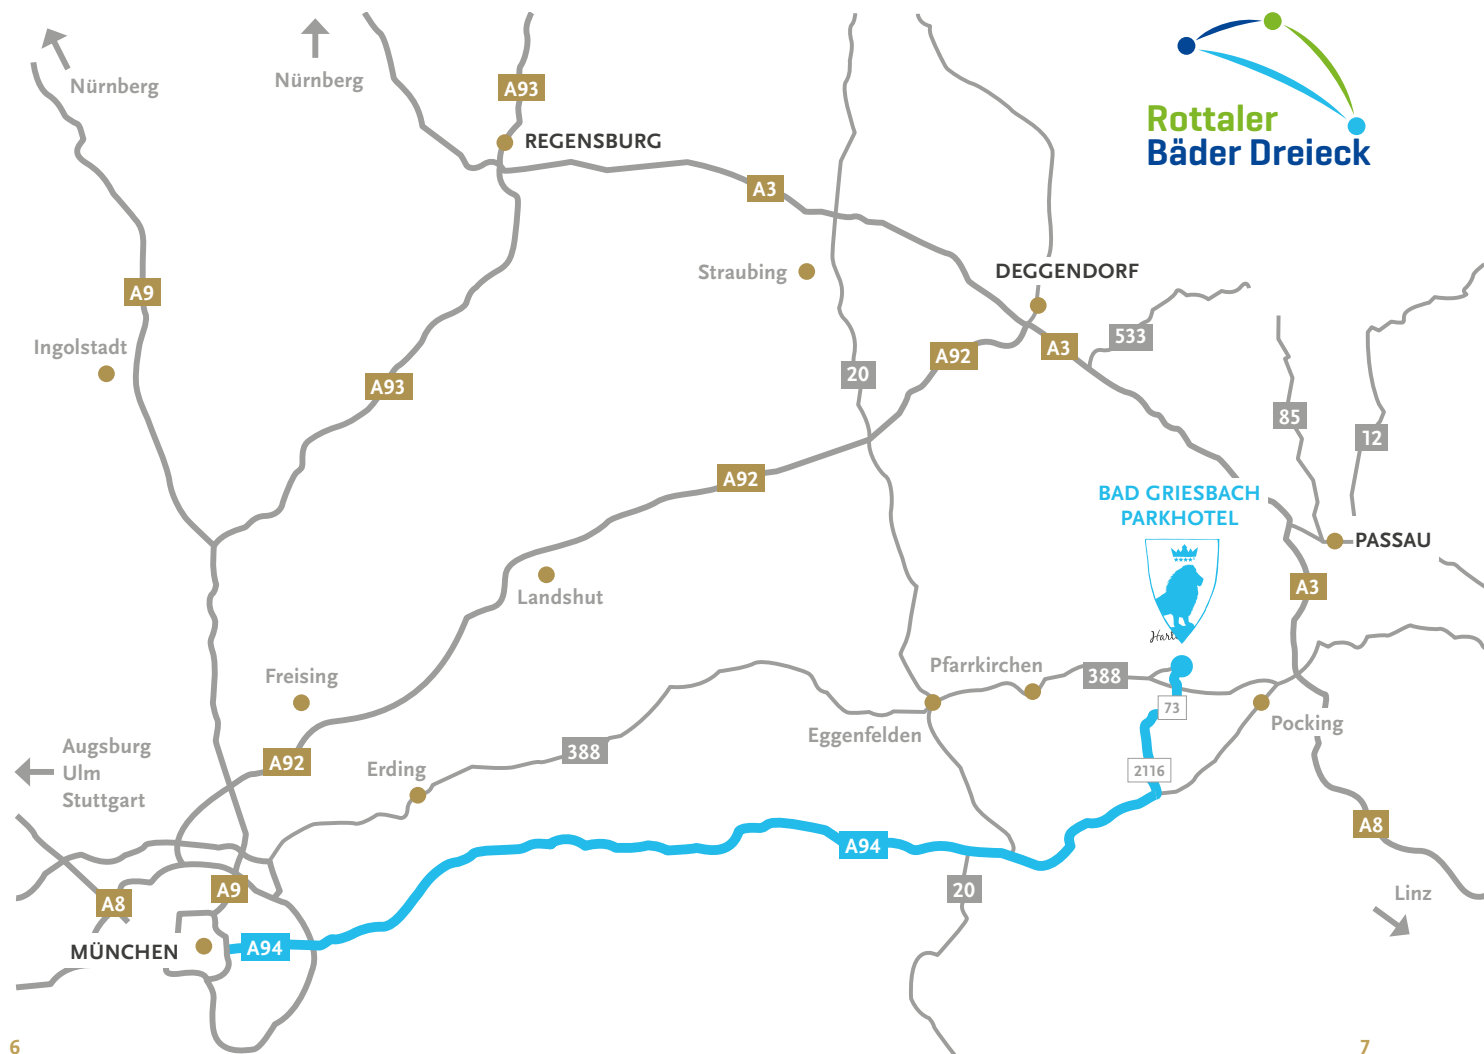 Nürnberg
Nürnberg
A93
REGENSBURG
Rottaler
Bäder Dreieck
A3
Straubing
DEGGENDORF
A9
Ingolstadt
A93
20
A92
A3
533
85
12
A92
BAD GRIESBACH
PARKHOTEL
PASSAU
A3
Landshut
Freising
Pfarrkirchen
388
73
Eggenfelden
Pocking
Augsburg
Ulm
Stuttgart
A92
Erding
388
2116
A94
A8
A9
A8
20
Linz
MÜNCHEN
A94
6
7